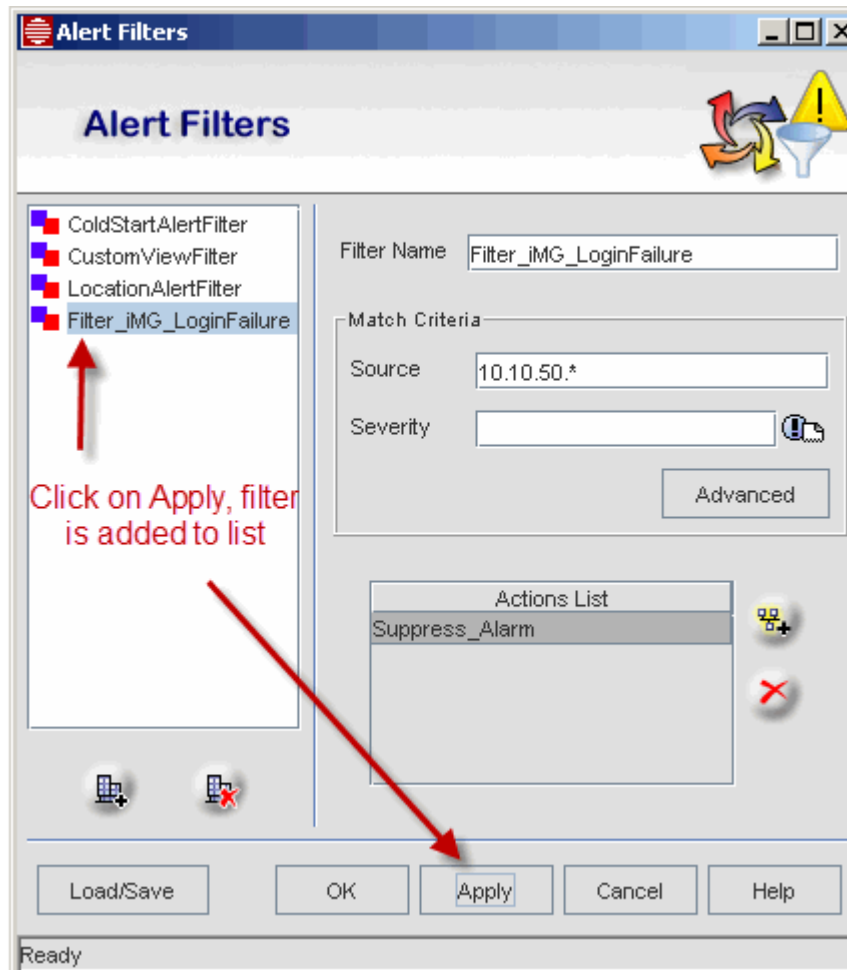 Alert Filters
Alert Filters
ColdStartAlertFilter
CustomViewFilter
LocationAlertFilter
Filter_iMG_LoginFailure
Click on Apply, filter
is added to list
Filter Name Filter_iMG_LoginFailure
Match Criteria
Source 10.10.50.*
Severity
Advanced
Actions List
Suppress_Alarm
Load/Save OK Apply Cancel Help
Ready